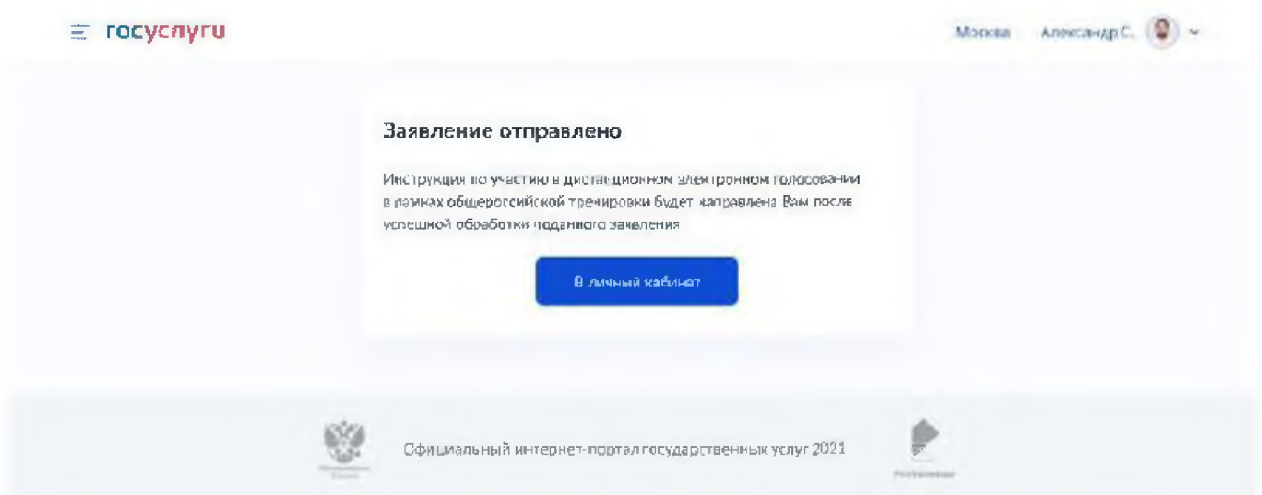 госуслуги
Москва Александр С.
Заявление отправлено
Инструкция по участию в дистанционном электронном голосовании
в рамках общероссийской тренировки будет направлена Вам после
успешной обработки поданного заявления
В личный кабинет
Официальный интернет-портал государственных услуг 2021